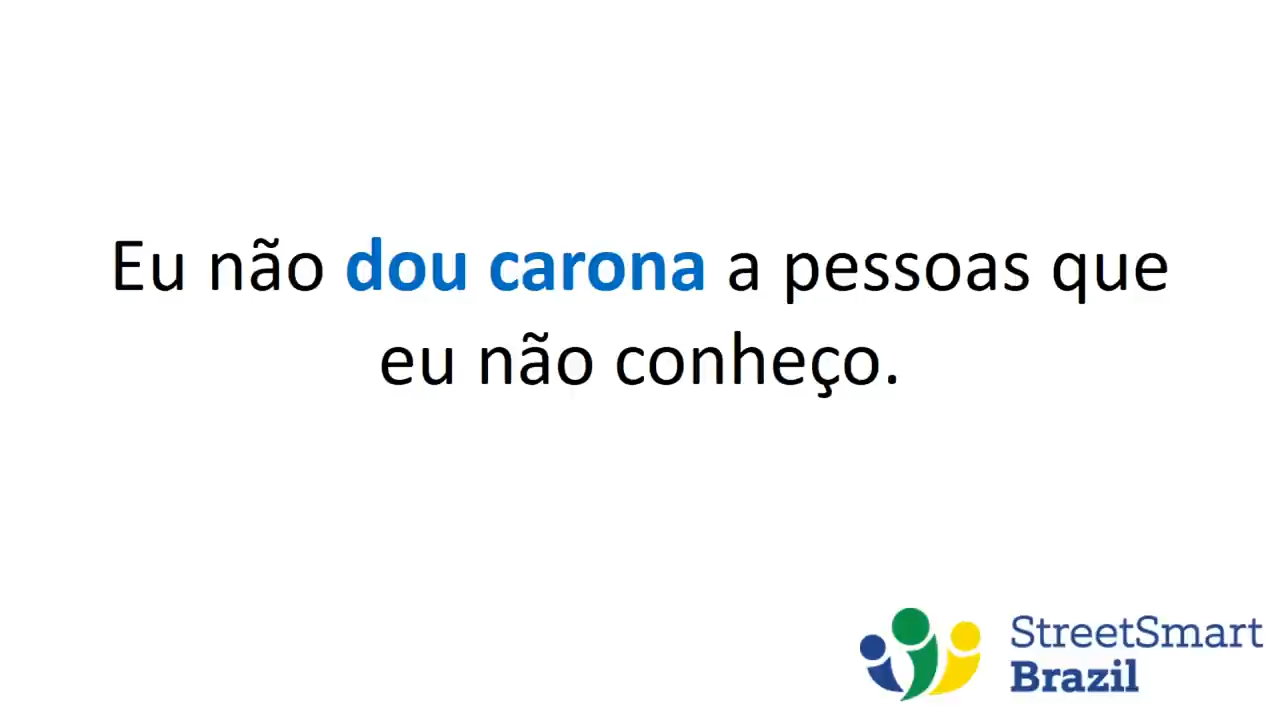 Eu não dou carona a pessoas que
eu não conheço.
StreetSmart
Brazil